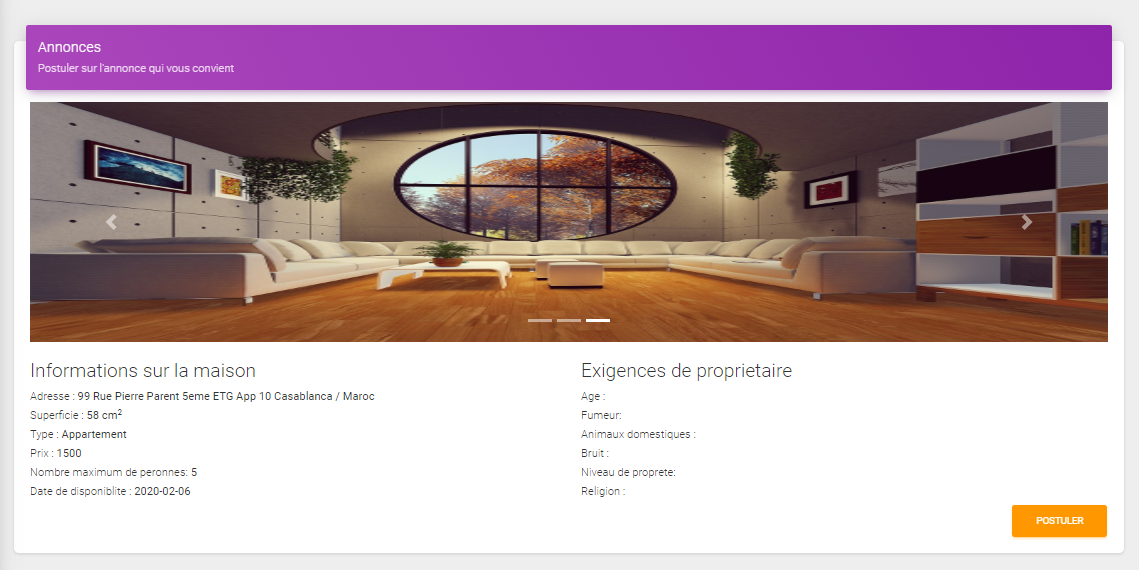 Annonces
Postuler sur l'annonce qui vous convient
Informations sur la maison
Adresse : 99 Rue Pierre Parent 5eme ETG App 10 Casablanca / Maroc
Superficie : 58 cm²
Type : Appartement
Prix : 1500
Nombre maximum de peronnes: 5
Date de disponiblite : 2020-02-06
Exigences de proprietaire
Age :
Fumeur:
Animaux domestiques :
Bruit :
Niveau de proprete:
Religion :
POSTULER